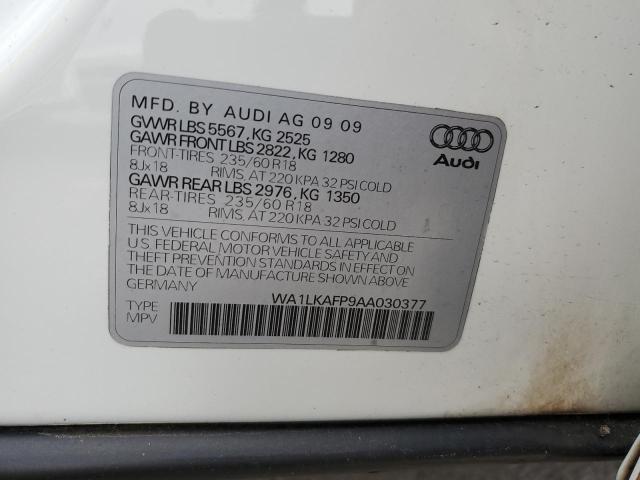 MFD. BY AUDI AG 09 09
GVWR LBS 5567, KG 2525
GAWR FRONT LBS 2822, KG 1280
FRONT-TIRES 235/60 R18
8Jx18 RIMS, AT 220 KPA 32 PSI COLD
GAWR REAR LBS 2976, KG 1350
REAR-TIRES 235/60 R18
8Jx18 RIMS, AT 220 KPA 32 PSI COLD
Audi
THIS VEHICLE CONFORMS TO ALL APPLICABLE
U.S. FEDERAL MOTOR VEHICLE SAFETY AND
THEFT PREVENTION STANDARDS IN EFFECT ON
THE DATE OF MANUFACTURE SHOWN ABOVE
GERMANY
WA1LKAFP9AA030377
TYPE
MPV